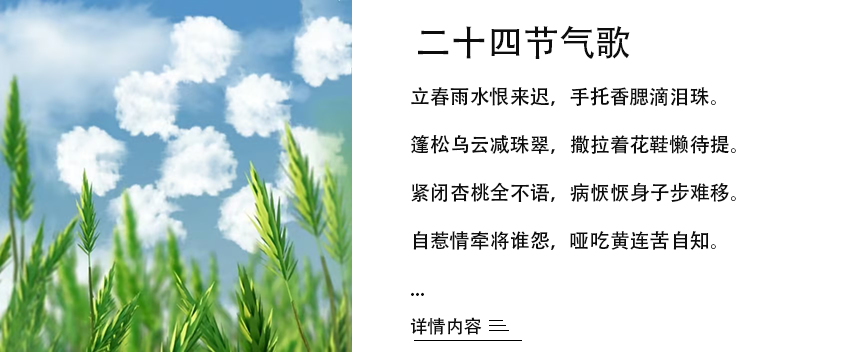 二十四节气歌
立春雨水恨来迟，手托香腮滴泪珠。
篷松乌云减珠翠，撒拉着花鞋懒待提。
紧闭杏桃全不语，病恹恹身子步难移。
自惹情牵将谁怨，哑吃黄连苦自知。
...
详情内容